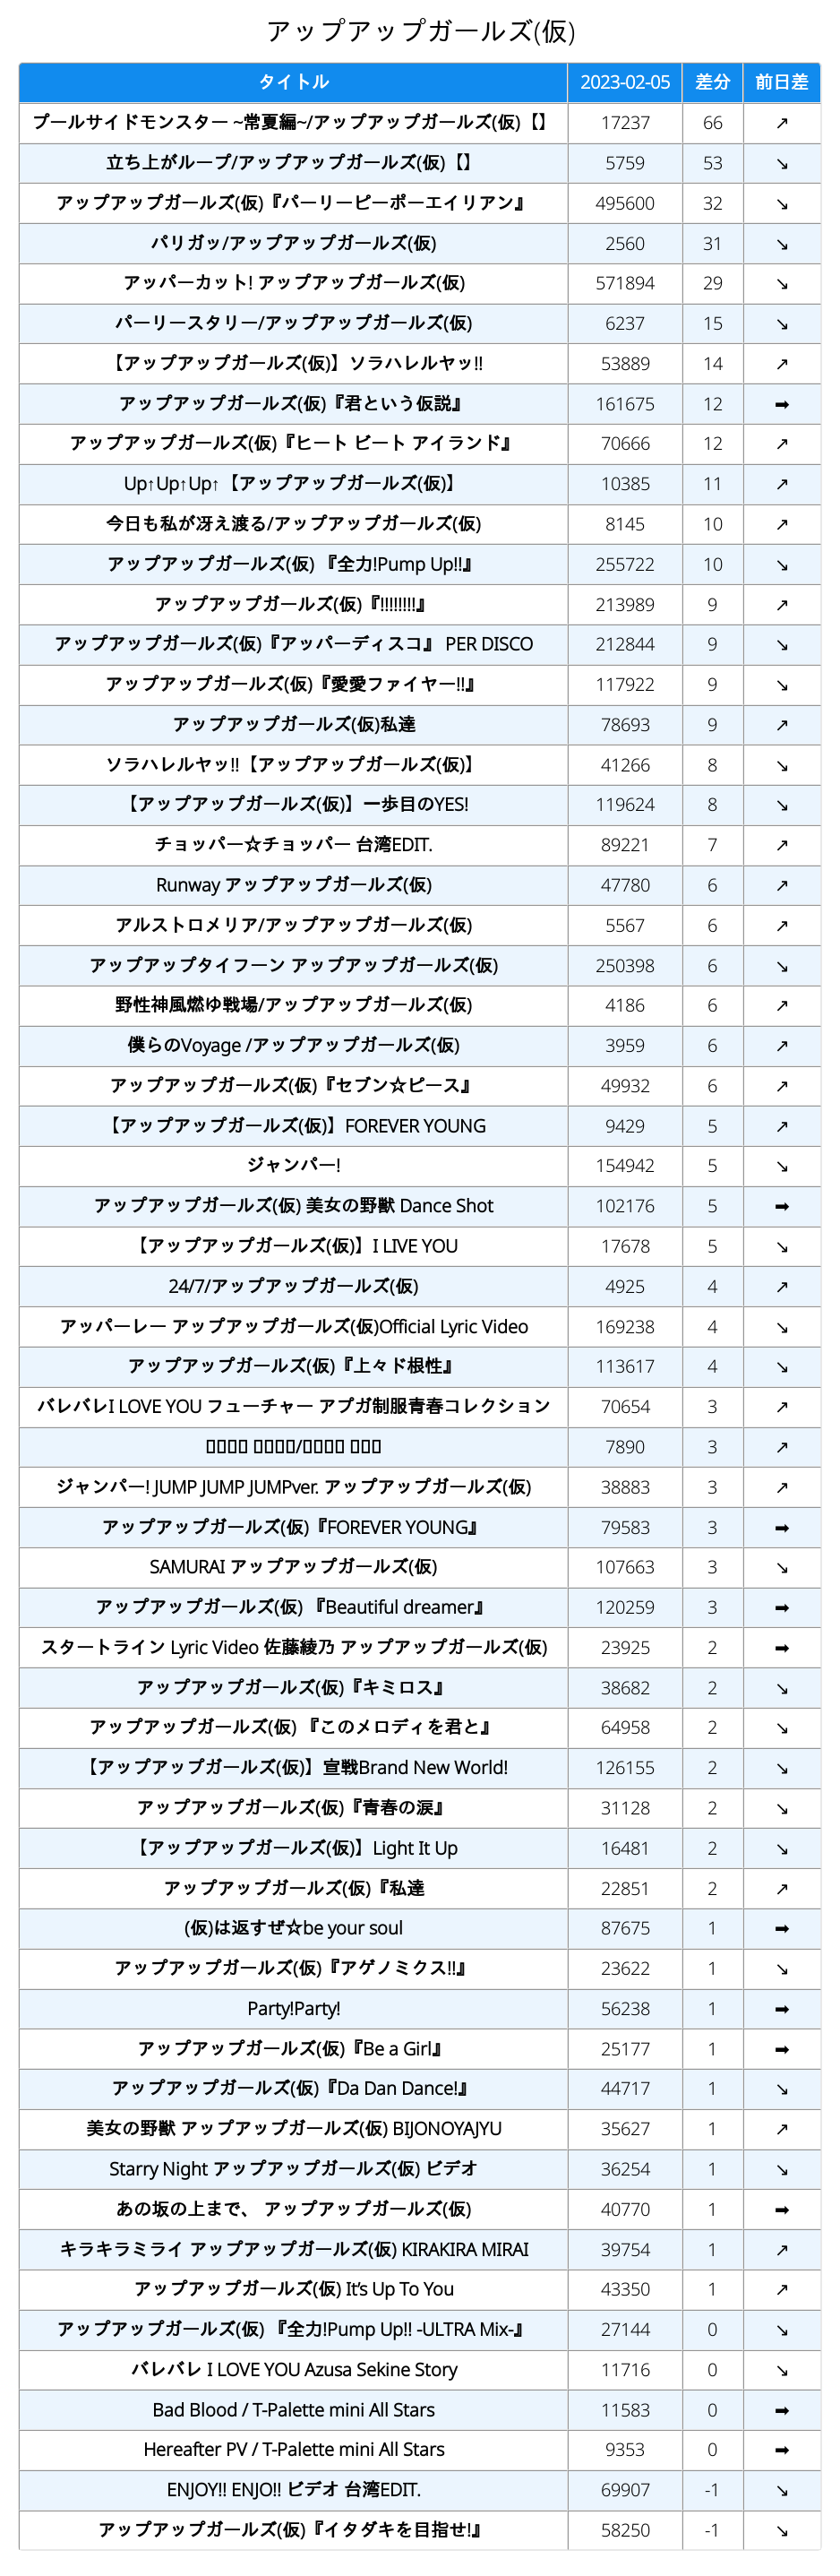 アップアップガールズ(仮)
タイトル 2023-02-05 差分 前日差
プールサイドモンスター ~常夏編~/アップアップガールズ(仮)【】 17237 66 ↗
立ち上がループ/アップアップガールズ(仮)【】 5759 53 ↘
アップアップガールズ(仮)『パーリーピーポーエイリアン』 495600 32 ↘
パリガッ/アップアップガールズ(仮) 2560 31 ↘
アッパーカット! アップアップガールズ(仮) 571894 29 ↘
パーリースタリー/アップアップガールズ(仮) 6237 15 ↘
【アップアップガールズ(仮)】ソラハレルヤッ!! 53889 14 ↗
アップアップガールズ(仮)『君という仮説』 161675 12 ➡
アップアップガールズ(仮)『ヒート ビート アイランド』 70666 12 ↗
Up↑Up↑Up↑【アップアップガールズ(仮)】 10385 11 ↗
今日も私が冴え渡る/アップアップガールズ(仮) 8145 10 ↗
アップアップガールズ(仮) 『全力!Pump Up!!』 255722 10 ↘
アップアップガールズ(仮)『!!!!!!!!』 213989 9 ↗
アップアップガールズ(仮)『アッパーディスコ』 PER DISCO 212844 9 ↘
アップアップガールズ(仮)『愛愛ファイヤー!!』 117922 9 ↘
アップアップガールズ(仮)私達 78693 9 ↗
ソラハレルヤッ!!【アップアップガールズ(仮)】 41266 8 ↘
【アップアップガールズ(仮)】一歩目のYES! 119624 8 ↘
チョッパー☆チョッパー 台湾EDIT. 89221 7 ↗
Runway アップアップガールズ(仮) 47780 6 ↗
アルストロメリア/アップアップガールズ(仮) 5567 6 ↗
アップアップタイフーン アップアップガールズ(仮) 250398 6 ↘
野性神風燃ゆ戦場/アップアップガールズ(仮) 4186 6 ↗
僕らのVoyage /アップアップガールズ(仮) 3959 6 ↗
アップアップガールズ(仮)『セブン☆ピース』 49932 6 ↗
【アップアップガールズ(仮)】FOREVER YOUNG 9429 5 ↗
ジャンパー! 154942 5 ↘
アップアップガールズ(仮) 美女の野獣 Dance Shot 102176 5 ➡
【アップアップガールズ(仮)】I LIVE YOU 17678 5 ↘
24/7/アップアップガールズ(仮) 4925 4 ↗
アッパーレー アップアップガールズ(仮)Official Lyric Video 169238 4 ↘
アップアップガールズ(仮)『上々ド根性』 113617 4 ↘
バレバレI LOVE YOU フューチャー アプガ制服青春コレクション 70654 3 ↗
/ 7890 3 ↗
ジャンパー! JUMP JUMP JUMPver. アップアップガールズ(仮) 38883 3 ↗
アップアップガールズ(仮)『FOREVER YOUNG』 79583 3 ➡
SAMURAI アップアップガールズ(仮) 107663 3 ↘
アップアップガールズ(仮) 『Beautiful dreamer』 120259 3 ➡
スタートライン Lyric Video 佐藤綾乃 アップアップガールズ(仮) 23925 2 ➡
アップアップガールズ(仮)『キミロス』 38682 2 ↘
アップアップガールズ(仮) 『このメロディを君と』 64958 2 ↘
【アップアップガールズ(仮)】宣戦Brand New World! 126155 2 ↘
アップアップガールズ(仮)『青春の涙』 31128 2 ↘
【アップアップガールズ(仮)】Light It Up 16481 2 ↘
アップアップガールズ(仮)『私達 22851 2 ↗
(仮)は返すぜ☆be your soul 87675 1 ➡
アップアップガールズ(仮)『アゲノミクス!!』 23622 1 ↘
Party!Party! 56238 1 ➡
アップアップガールズ(仮)『Be a Girl』 25177 1 ➡
アップアップガールズ(仮)『Da Dan Dance!』 44717 1 ↘
美女の野獣 アップアップガールズ(仮) BIJONOYAJYU 35627 1 ↗
Starry Night アップアップガールズ(仮) ビデオ 36254 1 ↘
あの坂の上まで、 アップアップガールズ(仮) 40770 1 ➡
キラキラミライ アップアップガールズ(仮) KIRAKIRA MIRAI 39754 1 ↗
アップアップガールズ(仮) It's Up To You 43350 1 ↗
アップアップガールズ(仮) 『全力!Pump Up!! -ULTRA Mix-』 27144 0 ↘
バレバレ I LOVE YOU Azusa Sekine Story 11716 0 ↘
Bad Blood / T-Palette mini All Stars 11583 0 ➡
Hereafter PV / T-Palette mini All Stars 9353 0 ➡
ENJOY!! ENJO!! ビデオ 台湾EDIT. 69907 -1 ↘
アップアップガールズ(仮)『イタダキを目指せ!』 58250 -1 ↘